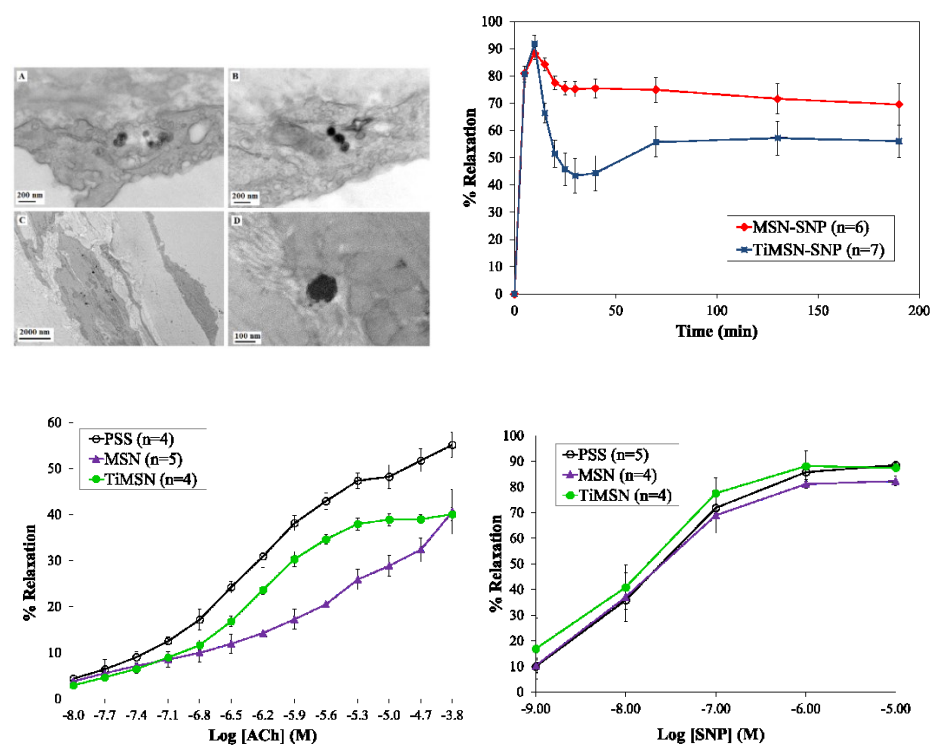 A
200 nm
B
200 nm
C
2000 nm
D
100 nm
% Relaxation
100
90
80
70
60
50
40
30
20
10
0
0
50
100
150
200
Time (min)
MSN-SNP (n=6)
TiMSN-SNP (n=7)
% Relaxation
60
50
40
30
20
10
0
PSS (n=4)
MSN (n=5)
TiMSN (n=4)
-8.0 -7.7 -7.4 -7.1 -6.8 -6.5 -6.2 -5.9 -5.6 -5.3 -5.0 -4.7 -3.8
Log [ACh] (M)
% Relaxation
100
90
80
70
60
50
40
30
20
10
0
PSS (n=5)
MSN (n=4)
TiMSN (n=4)
-9.00 -8.00 -7.00 -6.00 -5.00
Log [SNP] (M)